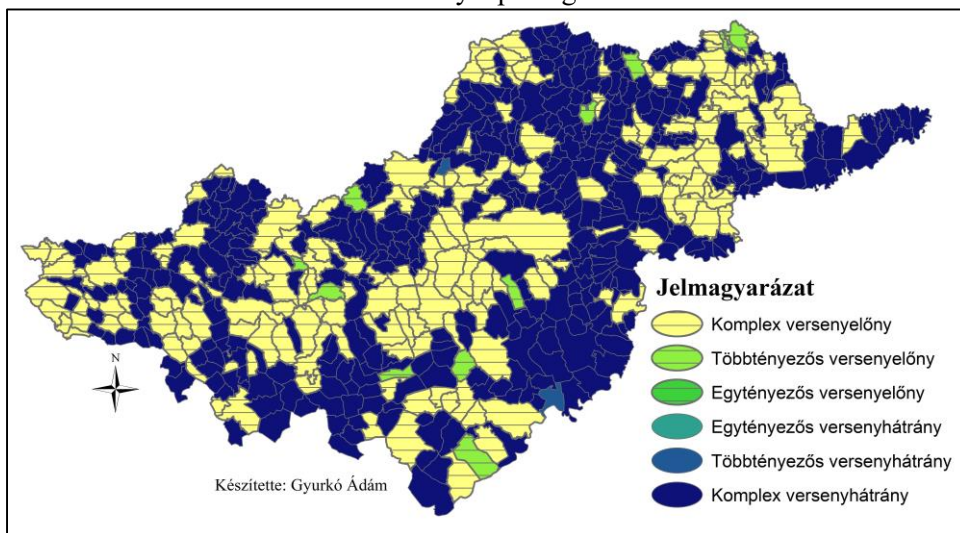 N
Készítette: Gyurkó Ádám
Jelmagyarázat
Komplex versenyelőny
Többtényezős versenyelőny
Egytényezős versenyelőny
Egytényezős versenyhátrány
Többtényezős versenyhátrány
Komplex versenyhátrány